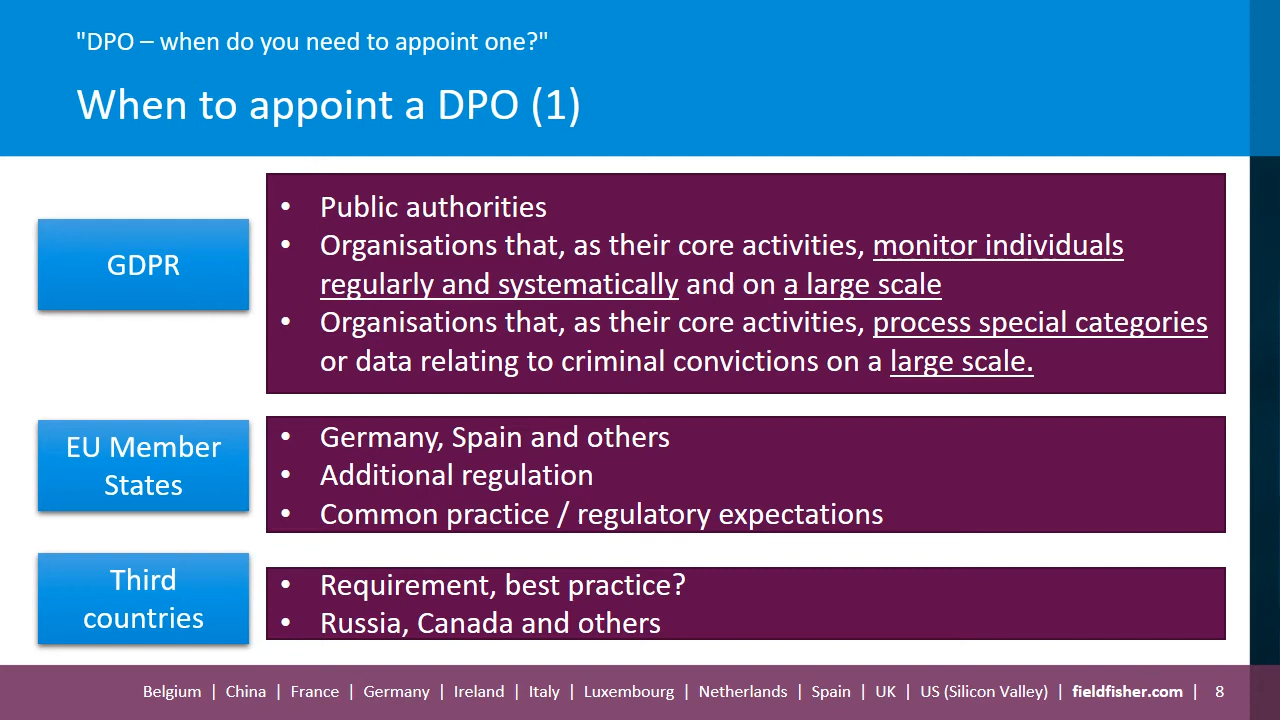 "DPO – when do you need to appoint one?"
When to appoint a DPO (1)
GDPR
• Public authorities
• Organisations that, as their core activities, monitor individuals
regularly and systematically and on a large scale
• Organisations that, as their core activities, process special categories
or data relating to criminal convictions on a large scale.
EU Member
States
• Germany, Spain and others
• Additional regulation
• Common practice / regulatory expectations
Third
countries
• Requirement, best practice?
• Russia, Canada and others
Belgium | China | France | Germany | Ireland | Italy | Luxembourg | Netherlands | Spain | UK | US (Silicon Valley) | fieldfisher.com | 8